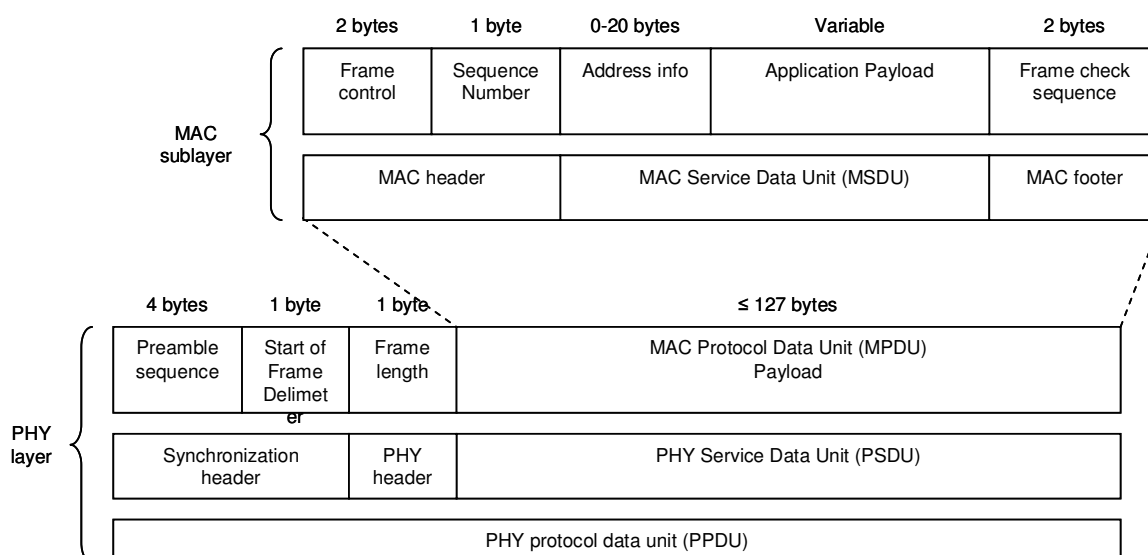 2 bytes 1 byte 0-20 bytes Variable 2 bytes
Frame control
Sequence Number
Address info
Application Payload
Frame check sequence
MAC sublayer
MAC header
MAC Service Data Unit (MSDU)
MAC footer
4 bytes 1 byte 1 byte ≤ 127 bytes
Preamble sequence
Start of Frame Delimeter
Frame length
MAC Protocol Data Unit (MPDU)
Payload
PHY layer
Synchronization header
PHY header
PHY Service Data Unit (PSDU)
PHY protocol data unit (PPDU)